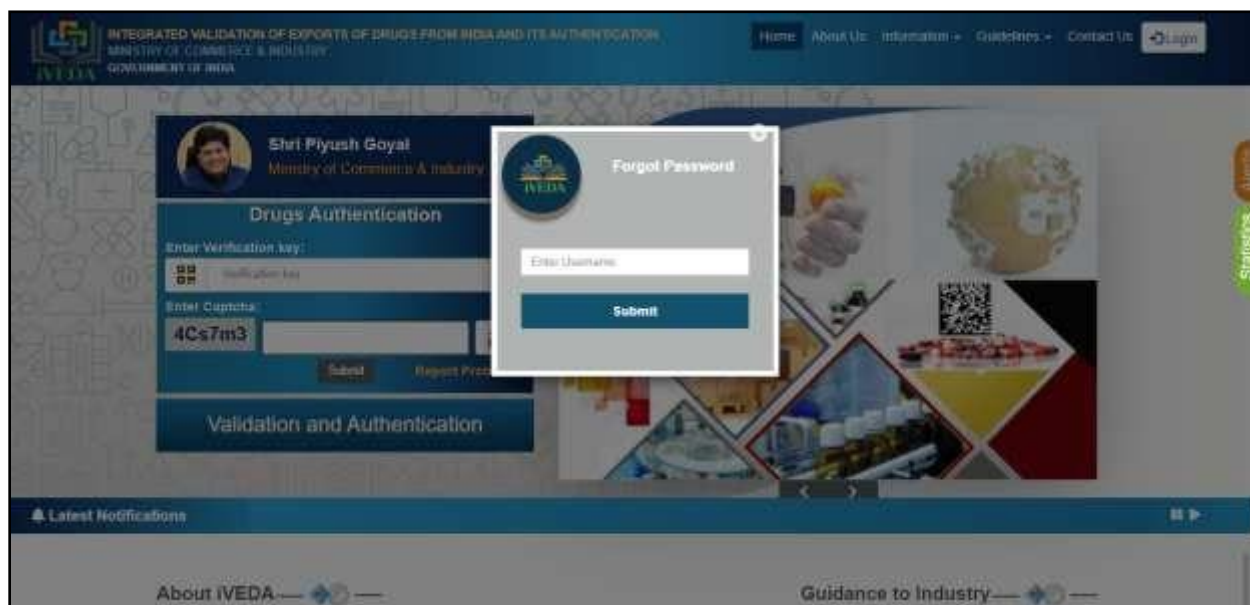 INTEGRATED VALIDATION OF EXPORTS OF DRUGS FROM INDIA AND ITS AUTHENTICATION
MINISTRY OF COMMERCE & INDUSTRY
GOVERNMENT OF INDIA
iVEDA
Home About Us Information Guidelines Contact Us Login
Shri Piyush Goyal
Ministry of Commerce & Industry
Drugs Authentication
Enter Verification key:
Verification key
Enter Captcha:
4Cs7m3
Submit Report
Validation and Authentication
iVEDA
Forgot Password
Enter Username
Submit
Statistics
Latest Notifications
About iVEDA
Guidance to Industry